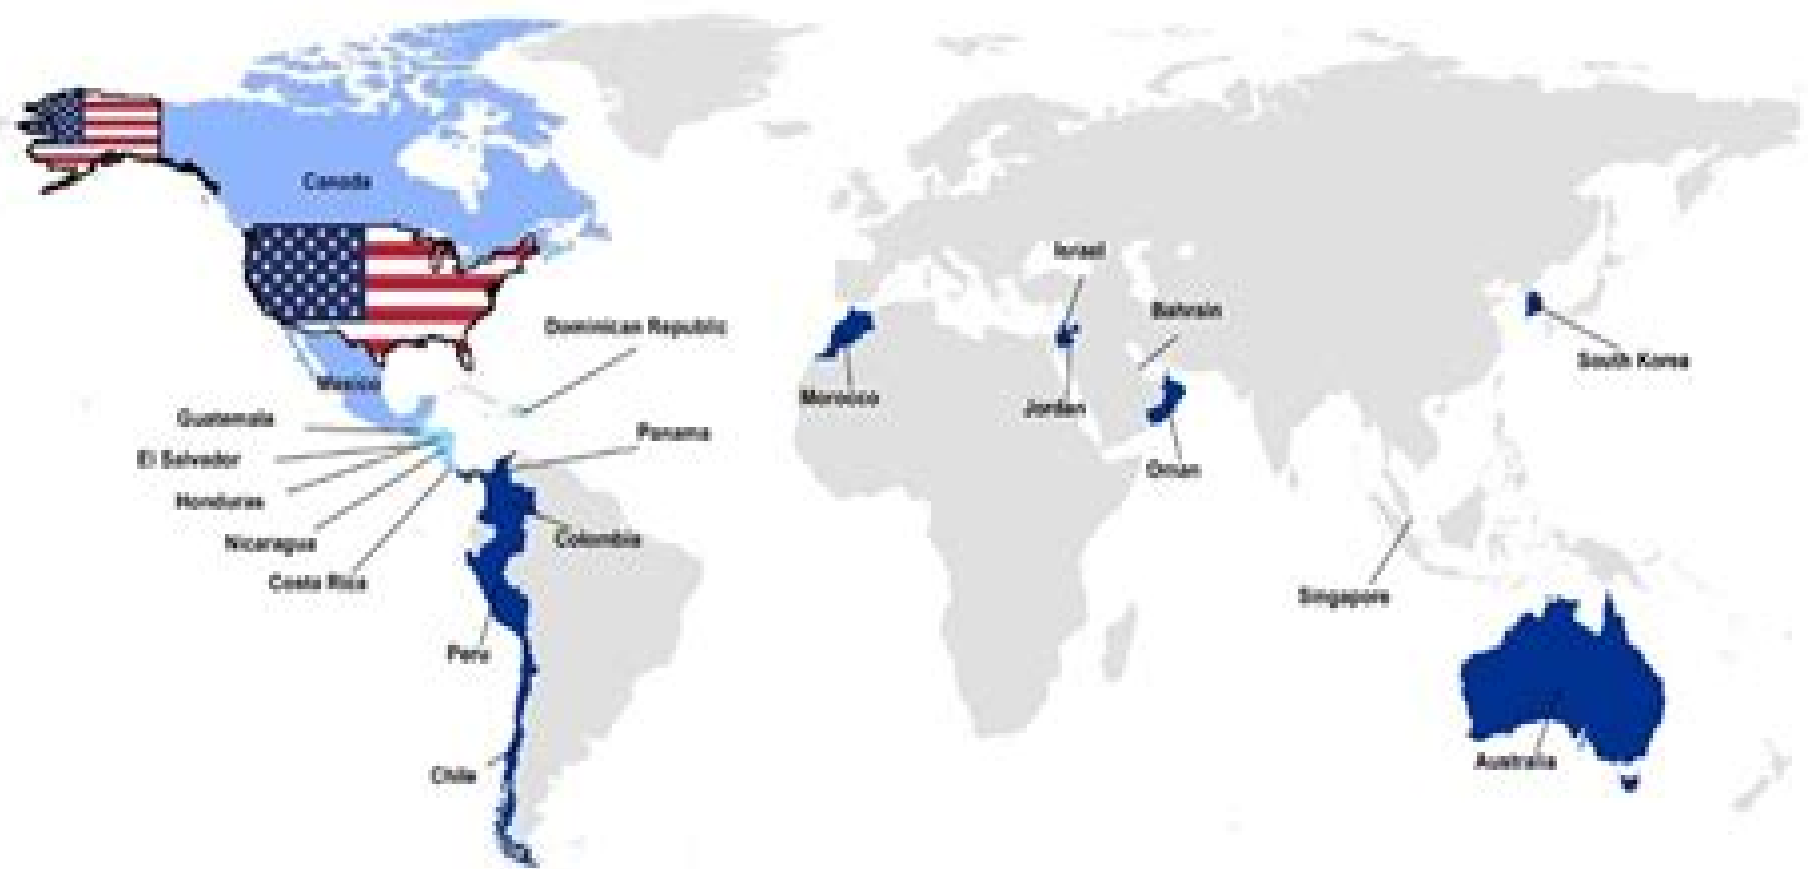 Canada
Israel
Bahrain
Dominican Republic
South Korea
Mexico
Morocco
Jordan
Guatemala
Panama
El Salvador
Oman
Honduras
Nicaragua
Colombia
Costa Rica
Singapore
Peru
Australia
Chile